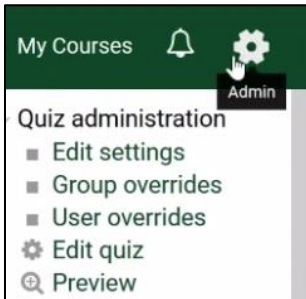 My Courses
Admin
Quiz administration
Edit settings
Group overrides
User overrides
Edit quiz
Preview